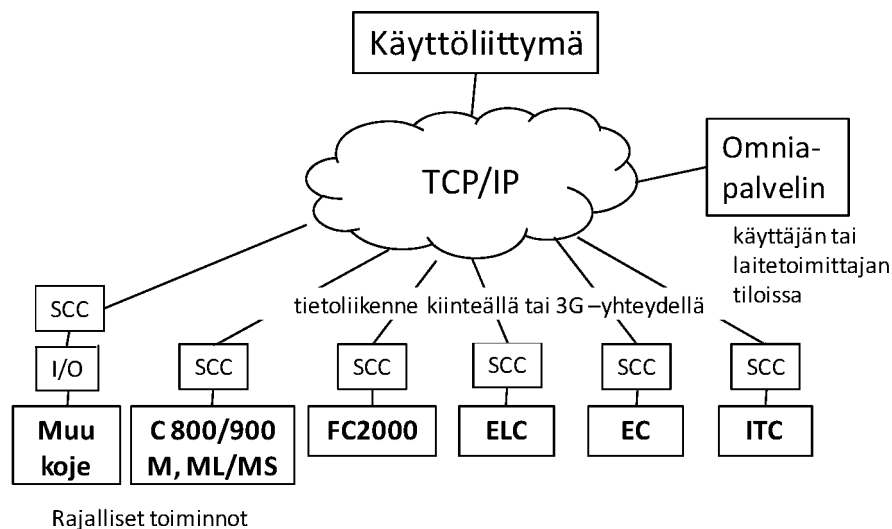 Käyttöliittymä
TCP/IP
Omnia-
palvelin
käyttäjän tai
laitetoimittajan
tiloissa
tietoliikenne kiinteällä tai 3G –yhteydellä
SCC
I/O
SCC
SCC
SCC
SCC
SCC
Muu
koje
C 800/900
M, ML/MS
FC2000
ELC
EC
ITC
Rajalliset toiminnot